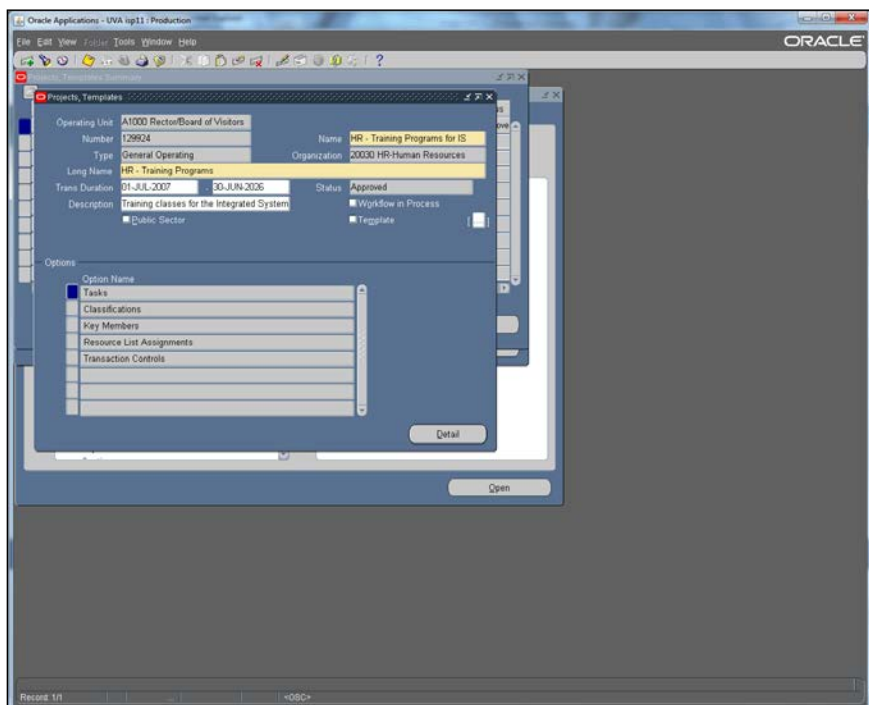 Oracle Applications - UVA isp11 : Production
File Edit View Folder Tools Window Help
ORACLE
Projects, Templates Summary
Projects, Templates
Operating Unit A1000 Rector/Board of Visitors
Number 129924 Name HR - Training Programs for IS
Type General Operating Organization 20030 HR-Human Resources
Long Name HR - Training Programs
Trans Duration 01-JUL-2007 - 30-JUN-2026 Status Approved
Description Training classes for the Integrated System Workflow in Process
Public Sector Template [ ]
Options
Option Name
Tasks
Classifications
Key Members
Resource List Assignments
Transaction Controls
Detail
Open
Record: 1/1 ... <OSC>